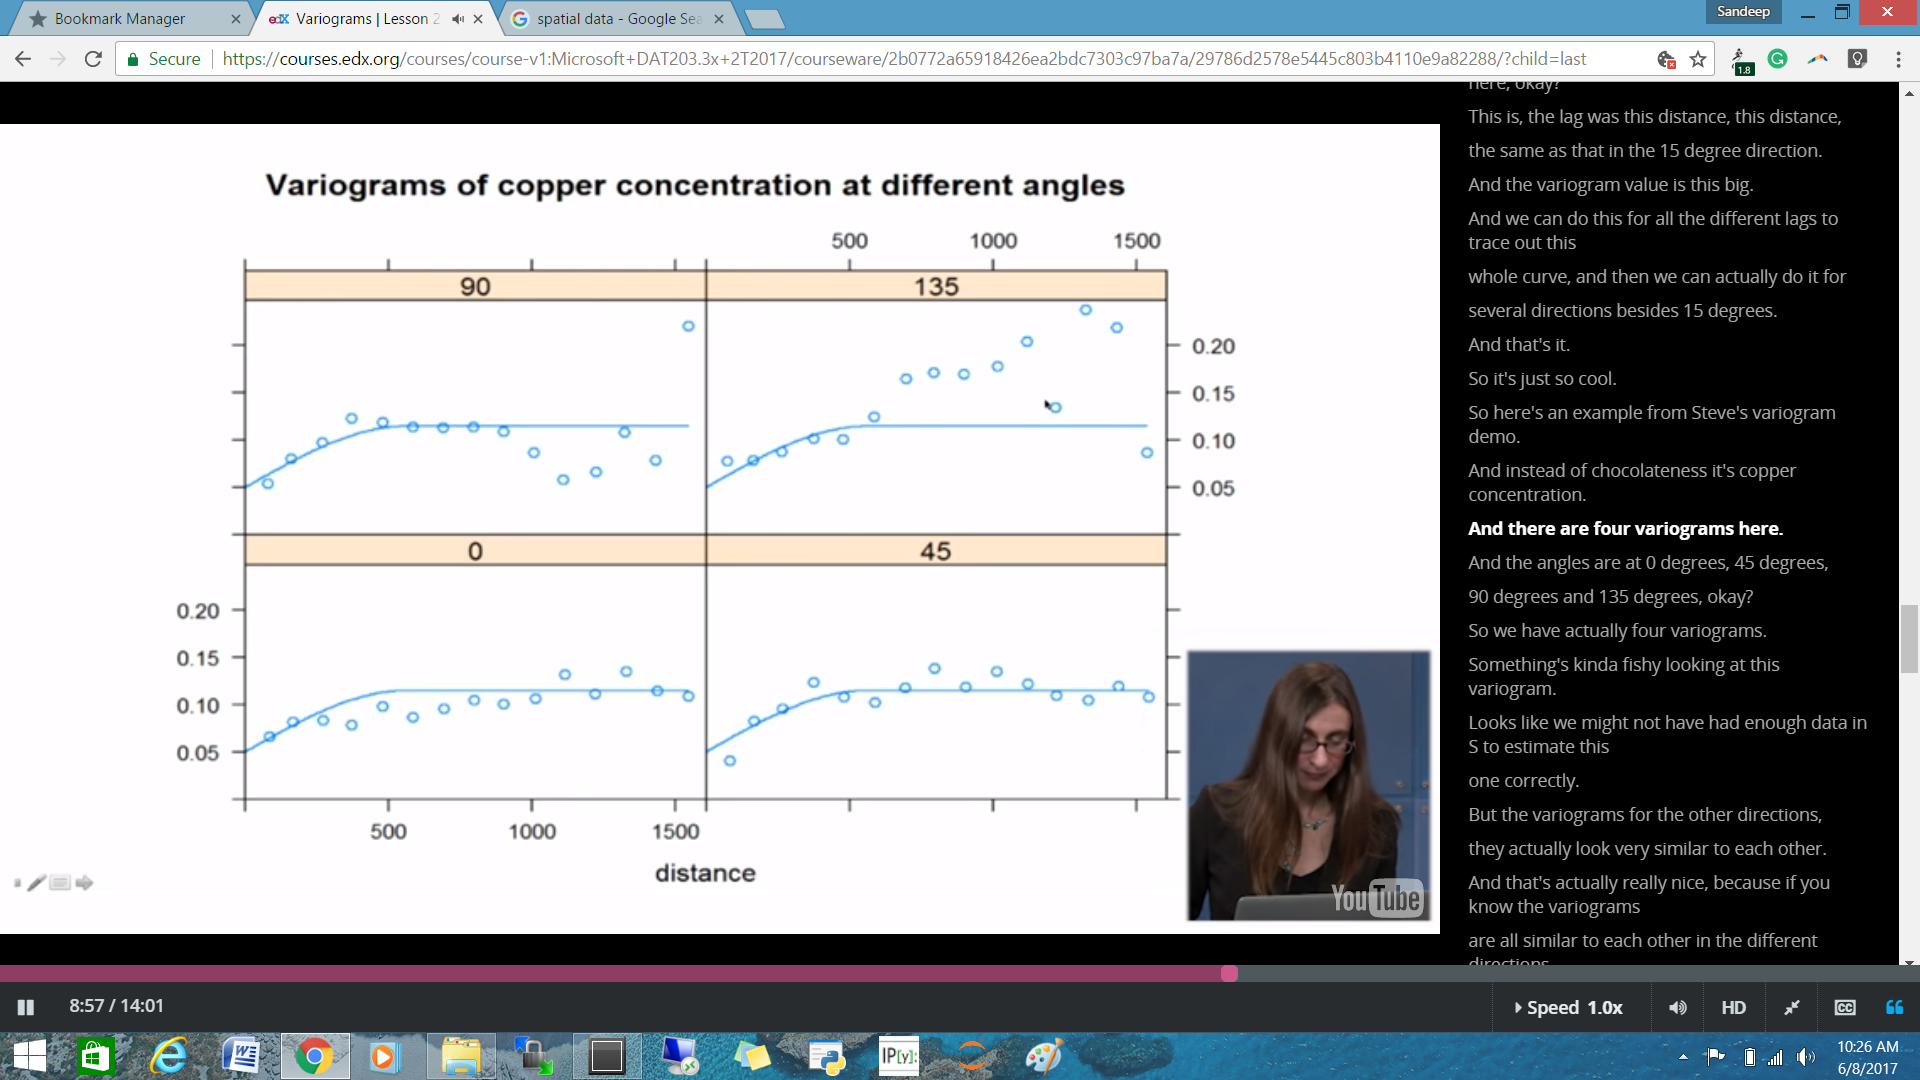 Bookmark Manager
edX Variograms | Lesson 2
spatial data - Google Sea
Sandeep
Secure
https://courses.edx.org/courses/course-v1:Microsoft+DAT203.3x+2T2017/courseware/2b0772a65918426ea2bdc7303c97ba7a/29786d2578e5445c803b4110e9a82288/?child=last
1.8
Variograms of copper concentration at different angles
500 1000 1500
90 135
0.20
0.15
0.10
0.05
0 45
0.20
0.15
0.10
0.05
500 1000 1500
distance
YouTube
here, okay?
This is, the lag was this distance, this distance,
the same as that in the 15 degree direction.
And the variogram value is this big.
And we can do this for all the different lags to
trace out this
whole curve, and then we can actually do it for
several directions besides 15 degrees.
And that's it.
So it's just so cool.
So here's an example from Steve's variogram
demo.
And instead of chocolateness it's copper
concentration.
And there are four variograms here.
And the angles are at 0 degrees, 45 degrees,
90 degrees and 135 degrees, okay?
So we have actually four variograms.
Something's kinda fishy looking at this
variogram.
Looks like we might not have had enough data in
S to estimate this
one correctly.
But the variograms for the other directions,
they actually look very similar to each other.
And that's actually really nice, because if you
know the variograms
are all similar to each other in the different
directions
8:57 / 14:01
Speed 1.0x
HD
CC
IP[y]:
10:26 AM
6/8/2017